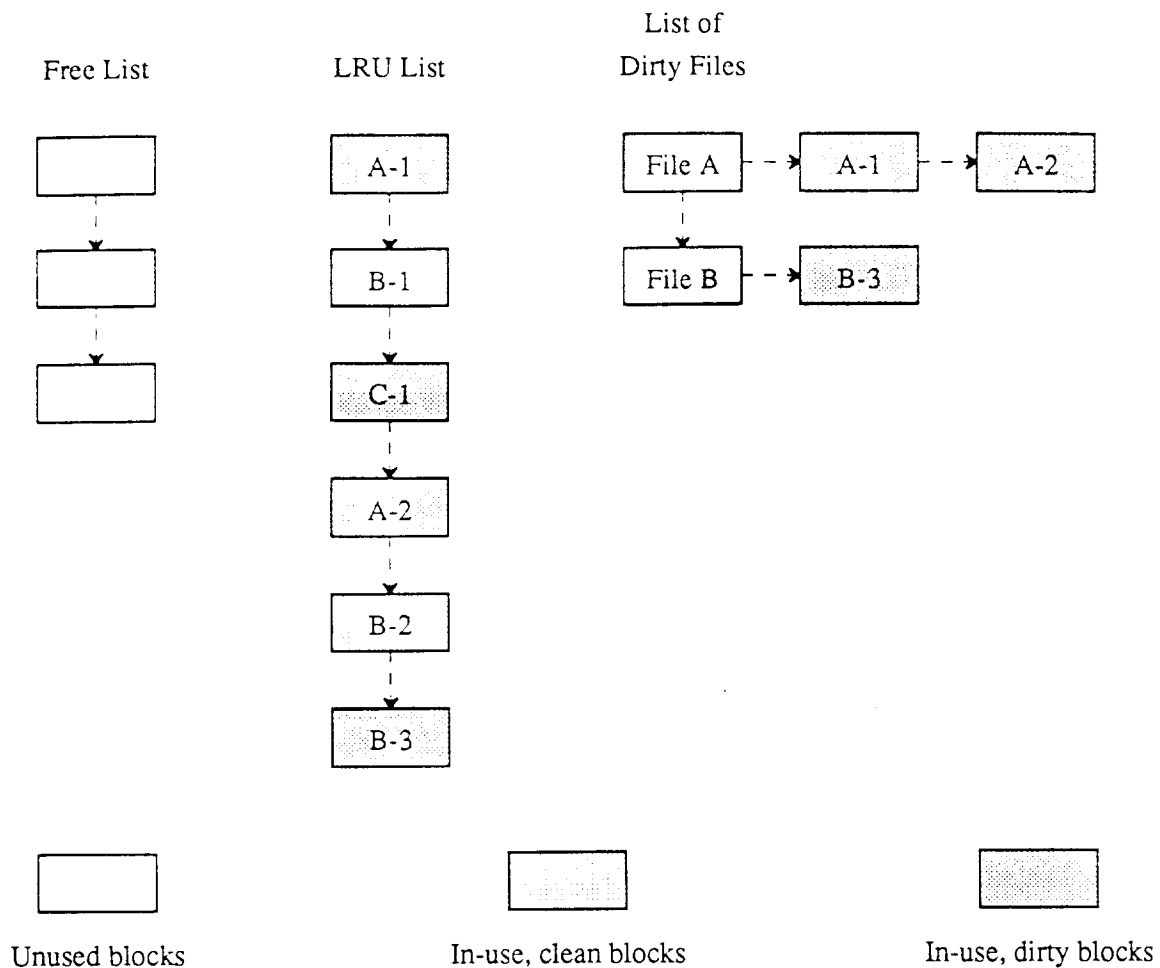 List of
Dirty Files
Free List
LRU List
A-1
File A
A-1
A-2
B-1
File B
B-3
C-1
A-2
B-2
B-3
Unused blocks
In-use, clean blocks
In-use, dirty blocks